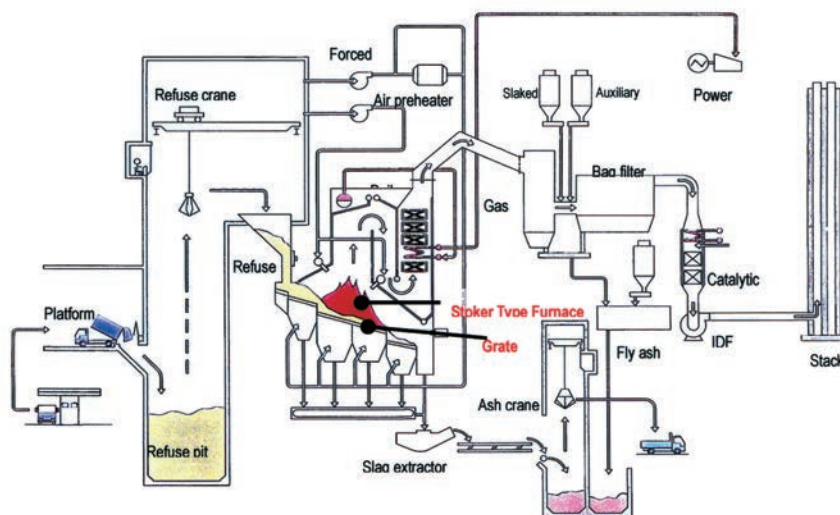 Forced
Refuse crane
Air preheater
Slaked
Auxiliary
Power
Bag filter
Gas
Refuse
Catalytic
Platform
Stoker Type Furnace
Grate
IDF
Fly ash
Stack
Ash crane
Refuse pit
Slag extractor